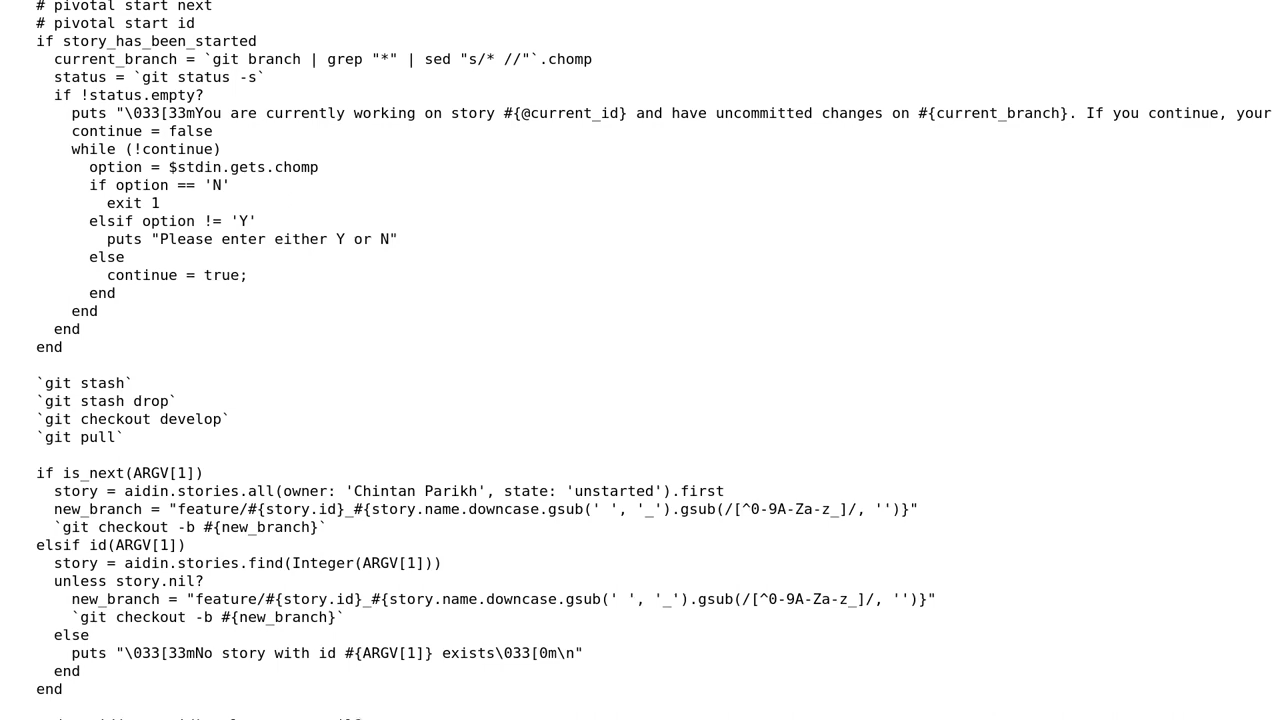 # pivotal start next
# pivotal start id
if story_has_been_started
  current_branch = `git branch | grep "*" | sed "s/* //"`.chomp
  status = `git status -s`
  if !status.empty?
    puts "\033[33mYou are currently working on story #{@current_id} and have uncommitted changes on #{current_branch}. If you continue, your
    continue = false
    while (!continue)
      option = $stdin.gets.chomp
      if option == 'N'
        exit 1
      elsif option != 'Y'
        puts "Please enter either Y or N"
      else
        continue = true;
      end
    end
  end
end

`git stash`
`git stash drop`
`git checkout develop`
`git pull`

if is_next(ARGV[1])
  story = aidin.stories.all(owner: 'Chintan Parikh', state: 'unstarted').first
  new_branch = "feature/#{story.id}_#{story.name.downcase.gsub(' ', '_').gsub(/[^0-9A-Za-z_]/, '')}"
  `git checkout -b #{new_branch}`
elsif id(ARGV[1])
  story = aidin.stories.find(Integer(ARGV[1]))
  unless story.nil?
    new_branch = "feature/#{story.id}_#{story.name.downcase.gsub(' ', '_').gsub(/[^0-9A-Za-z_]/, '')}"
    `git checkout -b #{new_branch}`
  else
    puts "\033[33mNo story with id #{ARGV[1]} exists\033[0m\n"
  end
end